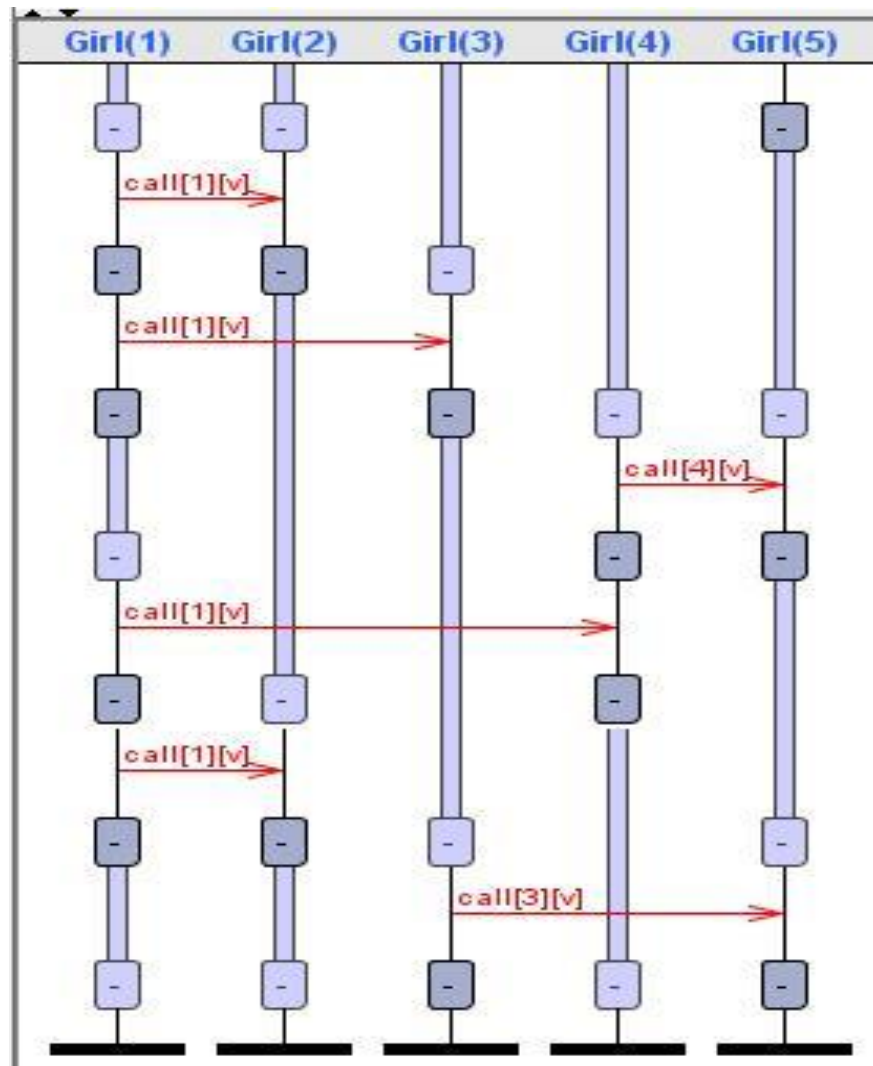 Girl(1) Girl(2) Girl(3) Girl(4) Girl(5)
- - -
call[1][v]
- - -
call[1][v]
- - - -
call[4][v]
- - -
call[1][v]
- - -
call[1][v]
- - - -
call[3][v]
- - - - -